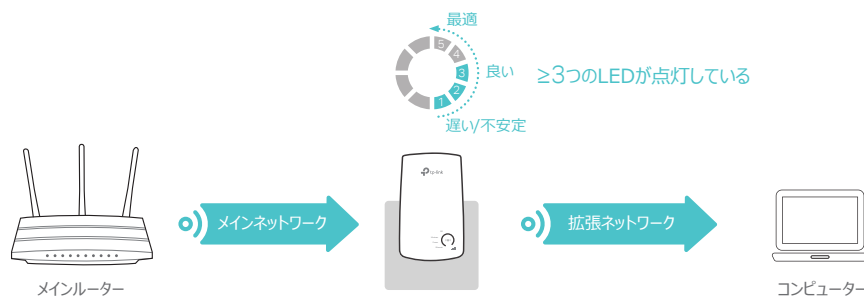 最適
5
4
3
良い
≥3つのLEDが点灯している
2
1
遅い/不安定
tp-link
メインネットワーク
拡張ネットワーク
メインルーター
コンピューター